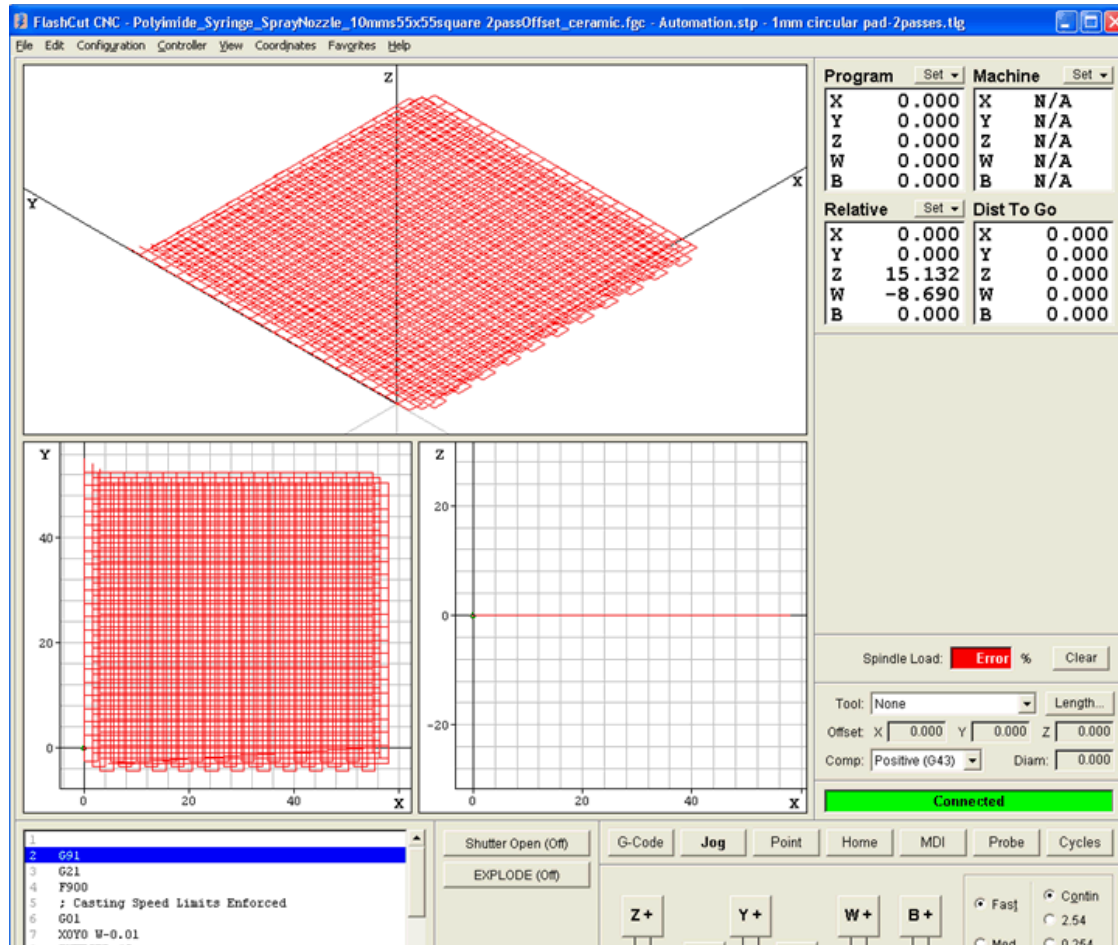 FlashCut CNC - Polyimide_Syringe_SprayNozzle_10mms55x55square 2passOffset_ceramic.fgc - Automation.stp - 1mm circular pad-2passes.tlg
File Edit Configuration Controller View Coordinates Favorites Help
Z
Y
X
Program Set Machine Set
X 0.000 X N/A
Y 0.000 Y N/A
Z 0.000 Z N/A
W 0.000 W N/A
B 0.000 B N/A
Relative Set Dist To Go
X 0.000 X 0.000
Y 0.000 Y 0.000
Z 15.132 Z 0.000
W -8.690 W 0.000
B 0.000 B 0.000
Y
40
20
0
0 20 40 X
Z
20
0
-20
0 20 40 X
Spindle Load: Error % Clear
Tool: None Length...
Offset: X 0.000 Y 0.000 Z 0.000
Comp: Positive (G43) Diam: 0.000
Connected
1
2 G91
3 G21
4 F900
5 ; Casting Speed Limits Enforced
6 G01
7 X0Y0 W-0.01
Shutter Open (Off)
EXPLODE (Off)
G-Code Jog Point Home MDI Probe Cycles
Z+ Y+ W+ B+
Fast Contin
2.54
Med 0.254